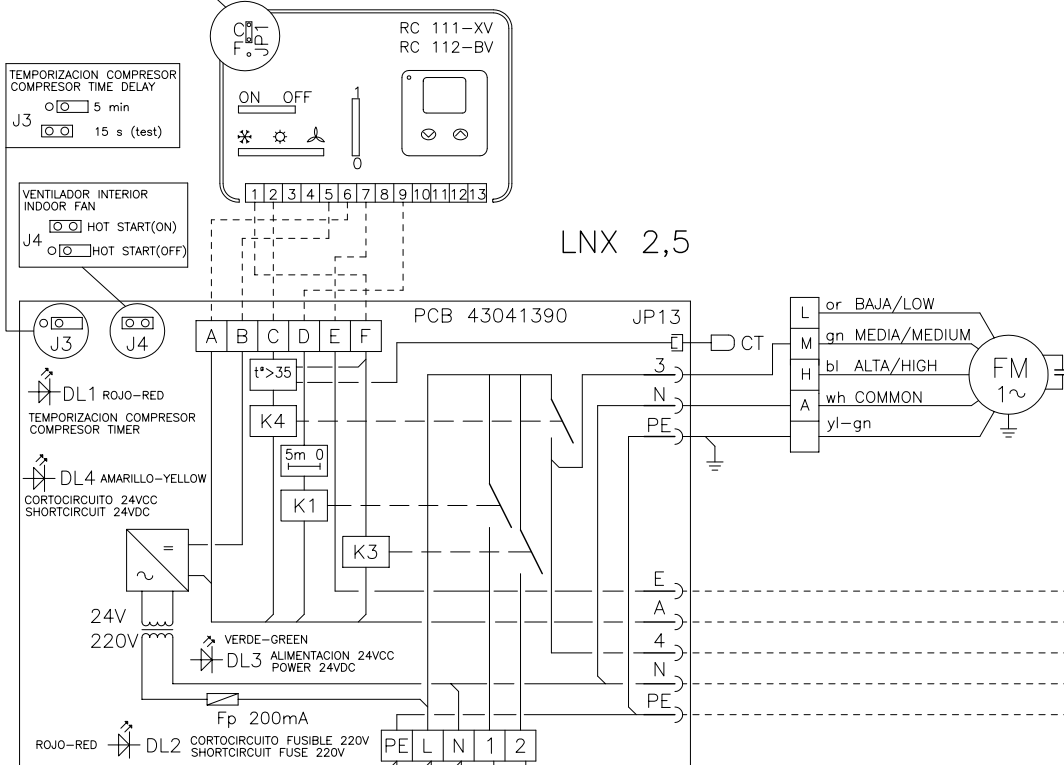 C
F
JP1
RC 111-XV
RC 112-BV
ON OFF
1
0
1 2 3 4 5 6 7 8 9 10 11 12 13
TEMPORIZACION COMPRESOR
COMPRESOR TIME DELAY
J3
5 min
15 s (test)
VENTILADOR INTERIOR
INDOOR FAN
J4
HOT START(ON)
HOT START(OFF)
LNX 2,5
J3
J4
A B C D E F
PCB 43041390
JP13
CT
3
N
PE
L
M
H
A
or BAJA/LOW
gn MEDIA/MEDIUM
bl ALTA/HIGH
wh COMMON
yl-gn
FM
1~
DL1 ROJO-RED
TEMPORIZACION COMPRESOR
COMPRESOR TIMER
DL4 AMARILLO-YELLOW
CORTOCIRCUITO 24VCC
SHORTCIRCUIT 24VDC
t°>35
K4
5m 0
K1
K3
=
~
24V
220V
VERDE-GREEN
DL3 ALIMENTACION 24VCC
POWER 24VDC
E
A
4
N
PE
Fp 200mA
ROJO-RED DL2 CORTOCIRCUITO FUSIBLE 220V
SHORTCIRCUIT FUSE 220V
PE L N 1 2